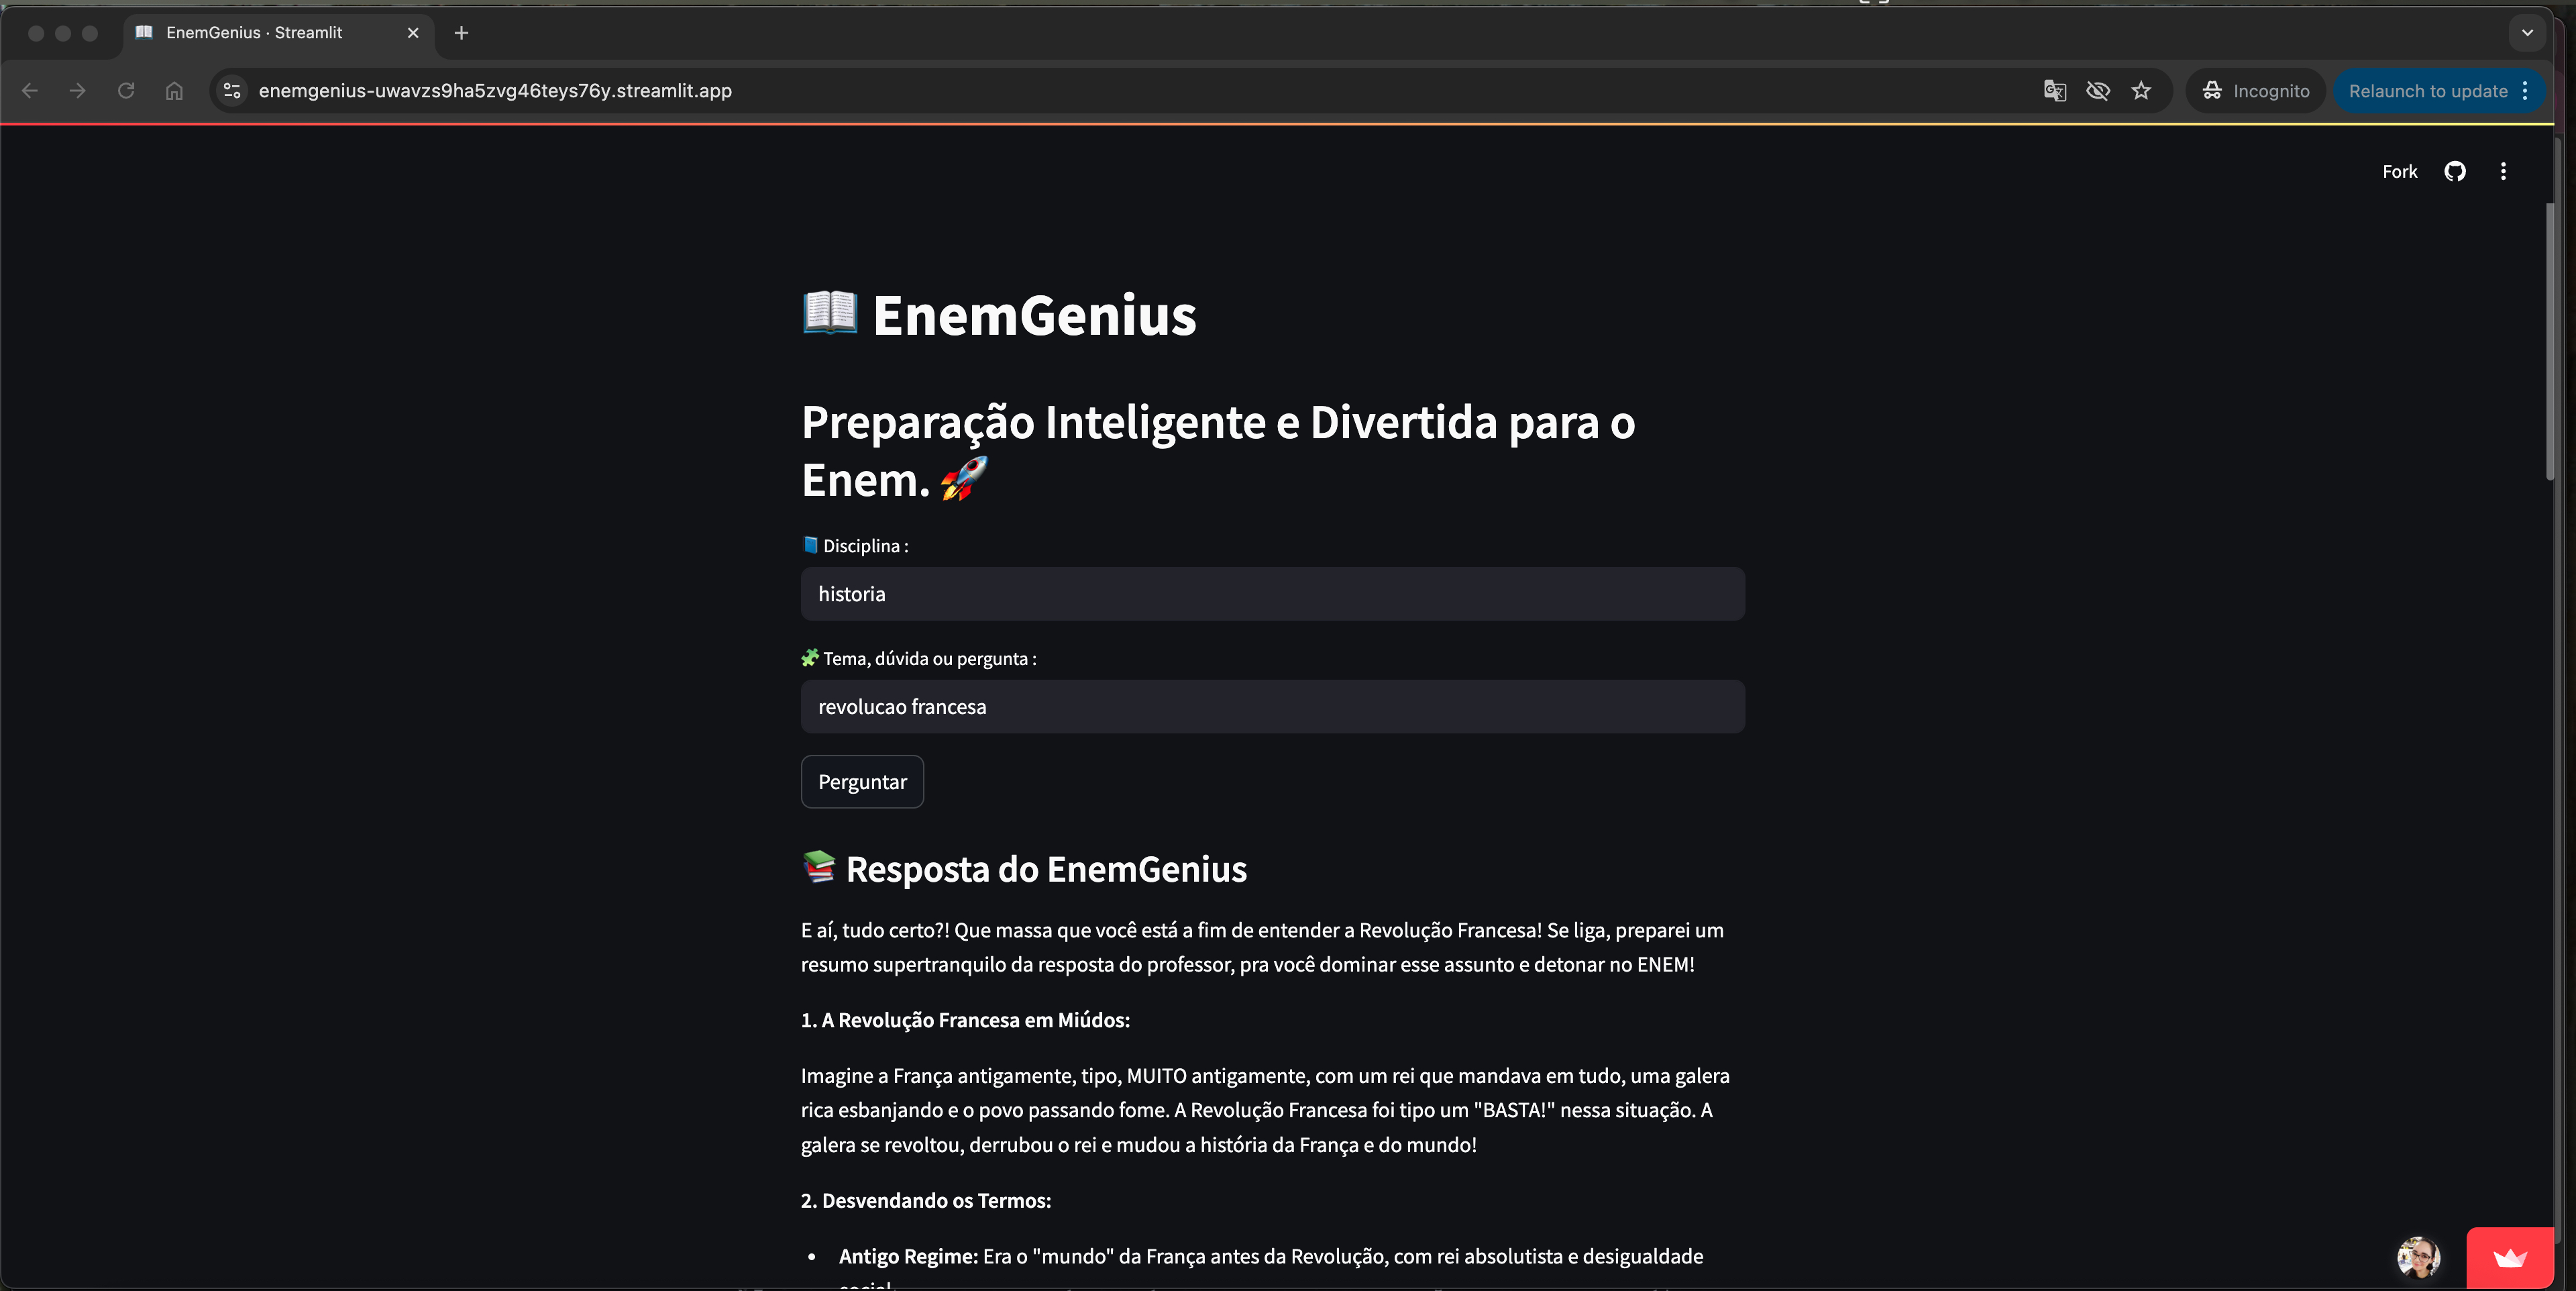 EnemGenius · Streamlit
enemgenius-uwavzs9ha5zvg46teys76y.streamlit.app
Incognito
Relaunch to update
Fork
EnemGenius
Preparação Inteligente e Divertida para o
Enem.
Disciplina :
historia
Tema, dúvida ou pergunta :
revolucao francesa
Perguntar
Resposta do EnemGenius
E aí, tudo certo?! Que massa que você está a fim de entender a Revolução Francesa! Se liga, preparei um
resumo supertranquilo da resposta do professor, pra você dominar esse assunto e detonar no ENEM!
1. A Revolução Francesa em Miúdos:
Imagine a França antigamente, tipo, MUITO antigamente, com um rei que mandava em tudo, uma galera
rica esbanjando e o povo passando fome. A Revolução Francesa foi tipo um "BASTA!" nessa situação. A
galera se revoltou, derrubou o rei e mudou a história da França e do mundo!
2. Desvendando os Termos:
• Antigo Regime: Era o "mundo" da França antes da Revolução, com rei absolutista e desigualdade